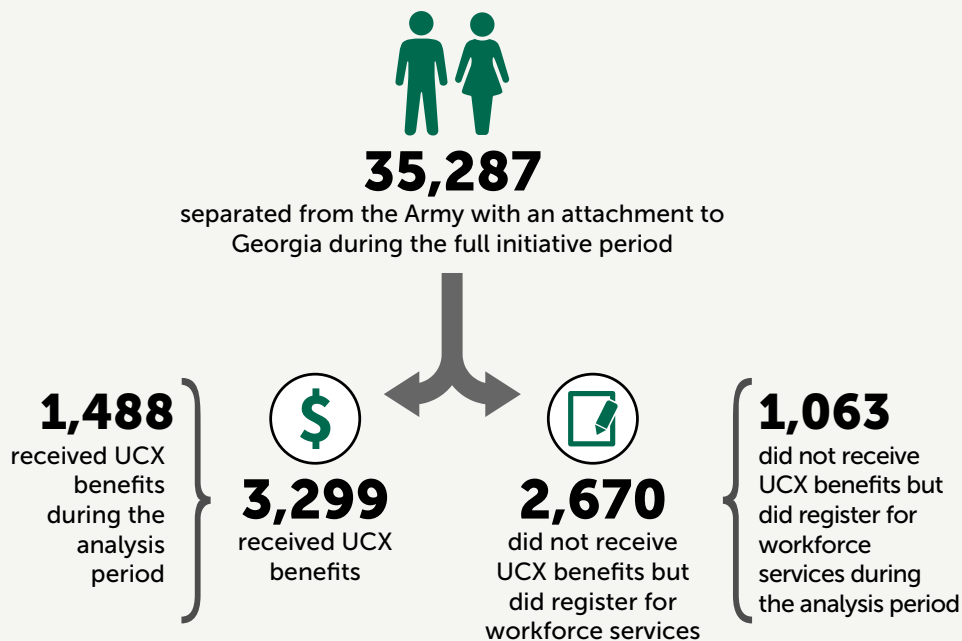 35,287
separated from the Army with an attachment to
Georgia during the full initiative period
1,488
received UCX
benefits
during the
analysis
period
$
3,299
received UCX
benefits
2,670
did not receive
UCX benefits but
did register for
workforce services
1,063
did not receive
UCX benefits but
did register for
workforce
services during
the analysis period